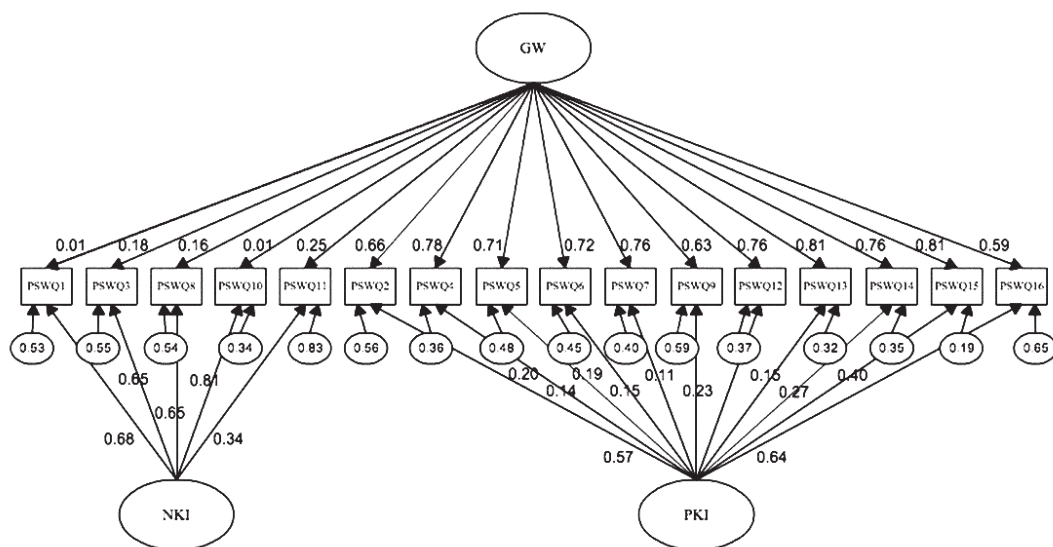 GW
0.01 0.18 0.16 0.01 0.25 0.66 0.78 0.71 0.72 0.76 0.63 0.76 0.81 0.76 0.81 0.59
PSWQ1 PSWQ3 PSWQ8 PSWQ10 PSWQ11 PSWQ2 PSWQ4 PSWQ5 PSWQ6 PSWQ7 PSWQ9 PSWQ12 PSWQ13 PSWQ14 PSWQ15 PSWQ16
0.53 0.55 0.54 0.34 0.83 0.56 0.36 0.48 0.45 0.40 0.59 0.37 0.32 0.35 0.19 0.65
0.65 0.81 0.20 0.19 0.11 0.15 0.40
0.14 0.15 0.23 0.27
0.65
0.68 0.34 0.57 0.64
NKI PKI